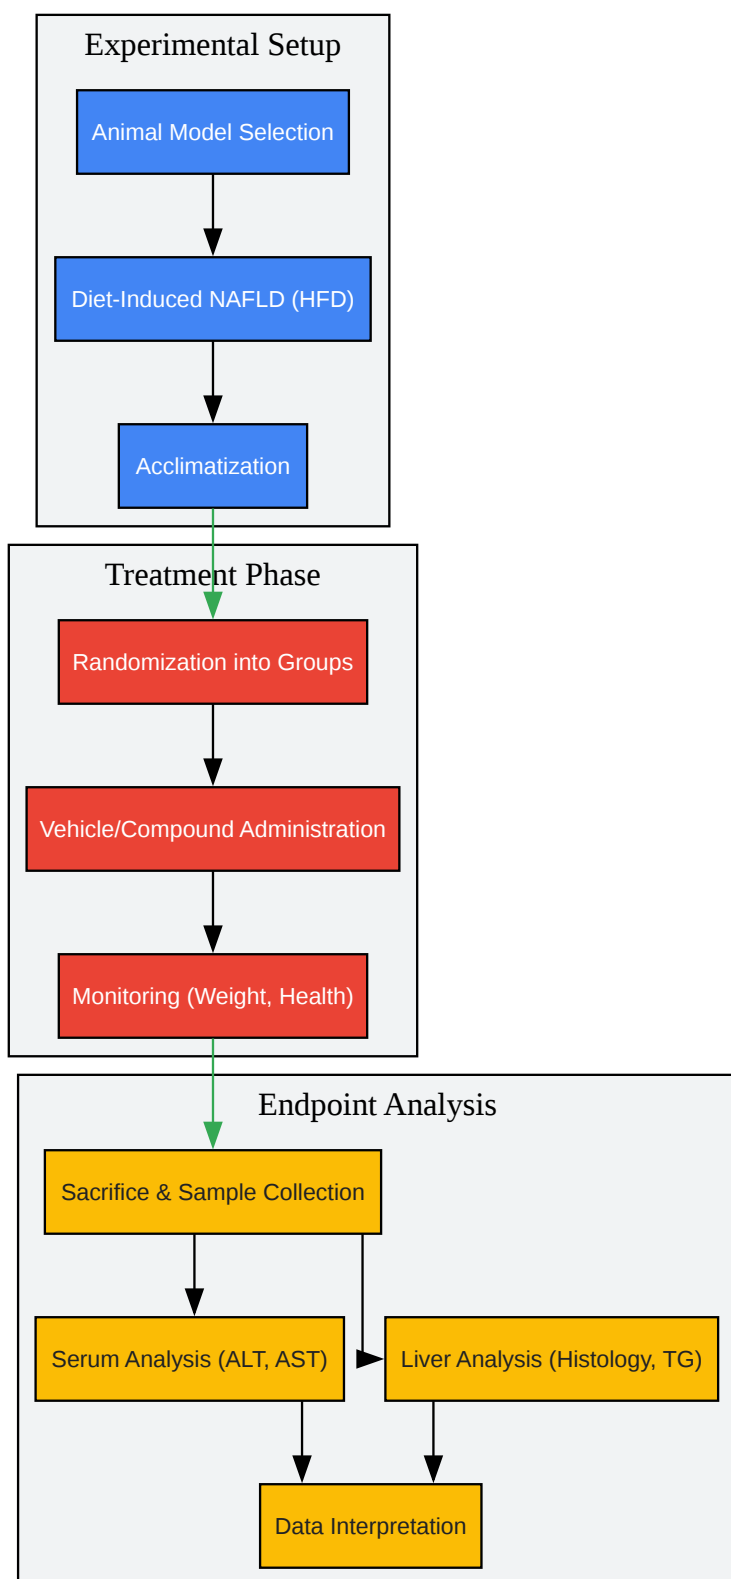 Experimental Setup
Animal Model Selection
Diet-Induced NAFLD (HFD)
Acclimatization
Treatment Phase
Randomization into Groups
Vehicle/Compound Administration
Monitoring (Weight, Health)
Endpoint Analysis
Sacrifice & Sample Collection
Serum Analysis (ALT, AST)
Liver Analysis (Histology, TG)
Data Interpretation